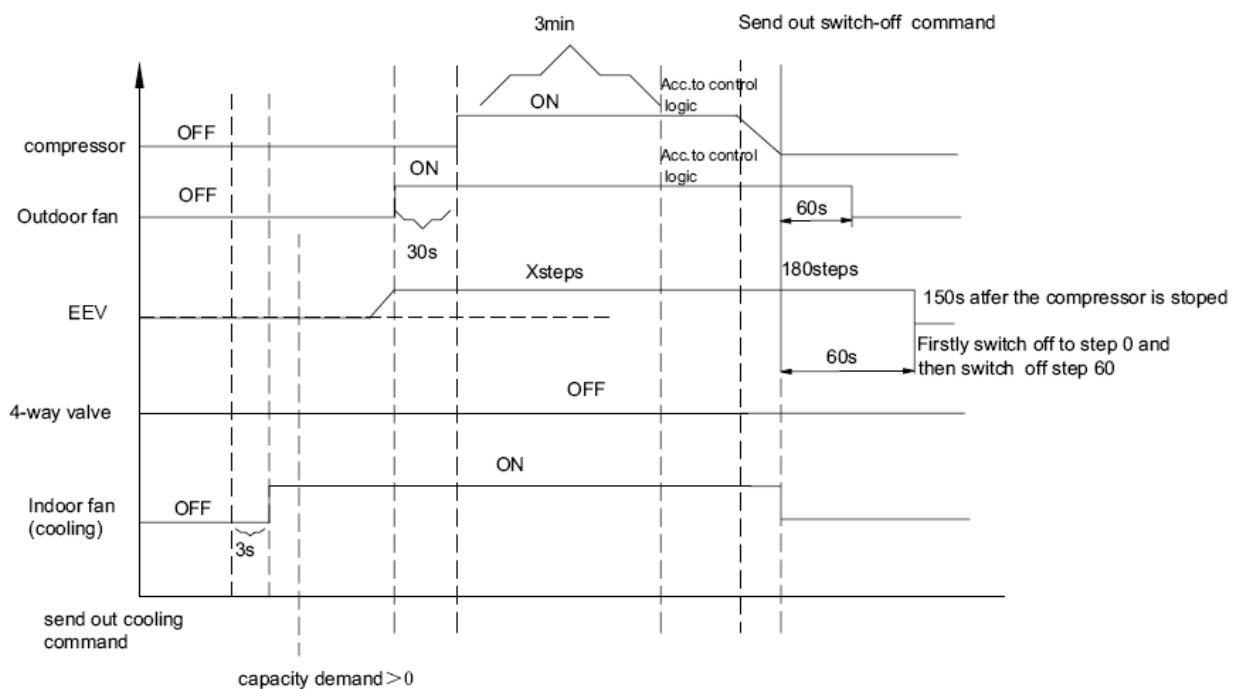 3min
Send out switch-off command
Acc.to control
logic
ON
OFF
compressor
ON
Acc.to control
logic
OFF
Outdoor fan
60s
30s
Xsteps
180steps
EEV
150s atfer the compressor is stoped
Firstly switch off to step 0 and
then switch off step 60
60s
OFF
4-way valve
ON
Indoor fan
(cooling)
OFF
3s
send out cooling
command
capacity demand>0